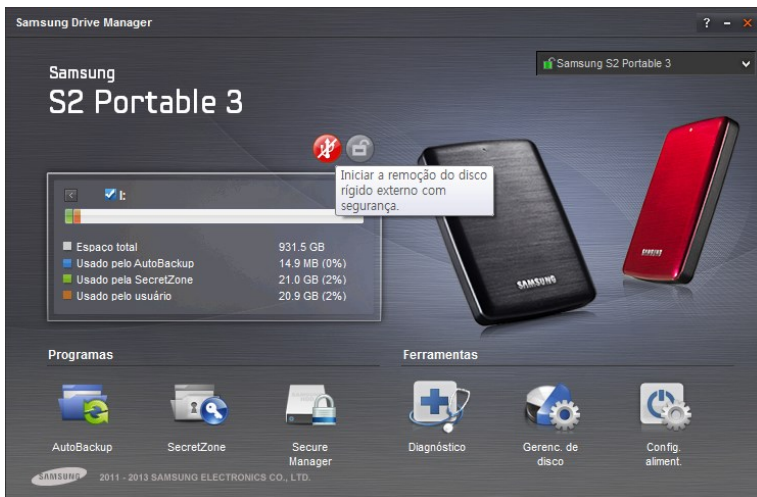 Samsung Drive Manager
? - ×
Samsung S2 Portable 3
Samsung
S2 Portable 3
Iniciar a remoção do disco
rígido externo com
segurança.
I:
Espaco total 931.5 GB
Usado pelo AutoBackup 14.9 MB (0%)
Usado pela SecretZone 21.0 GB (2%)
Usado pelo usuário 20.9 GB (2%)
SAMSUNG
SAMSUNG
Programas
Ferramentas
AutoBackup
SecretZone
Secure
Manager
Diagnóstico
Gerenc. de
disco
Config.
aliment.
SAMSUNG 2011 - 2013 SAMSUNG ELECTRONICS CO., LTD.